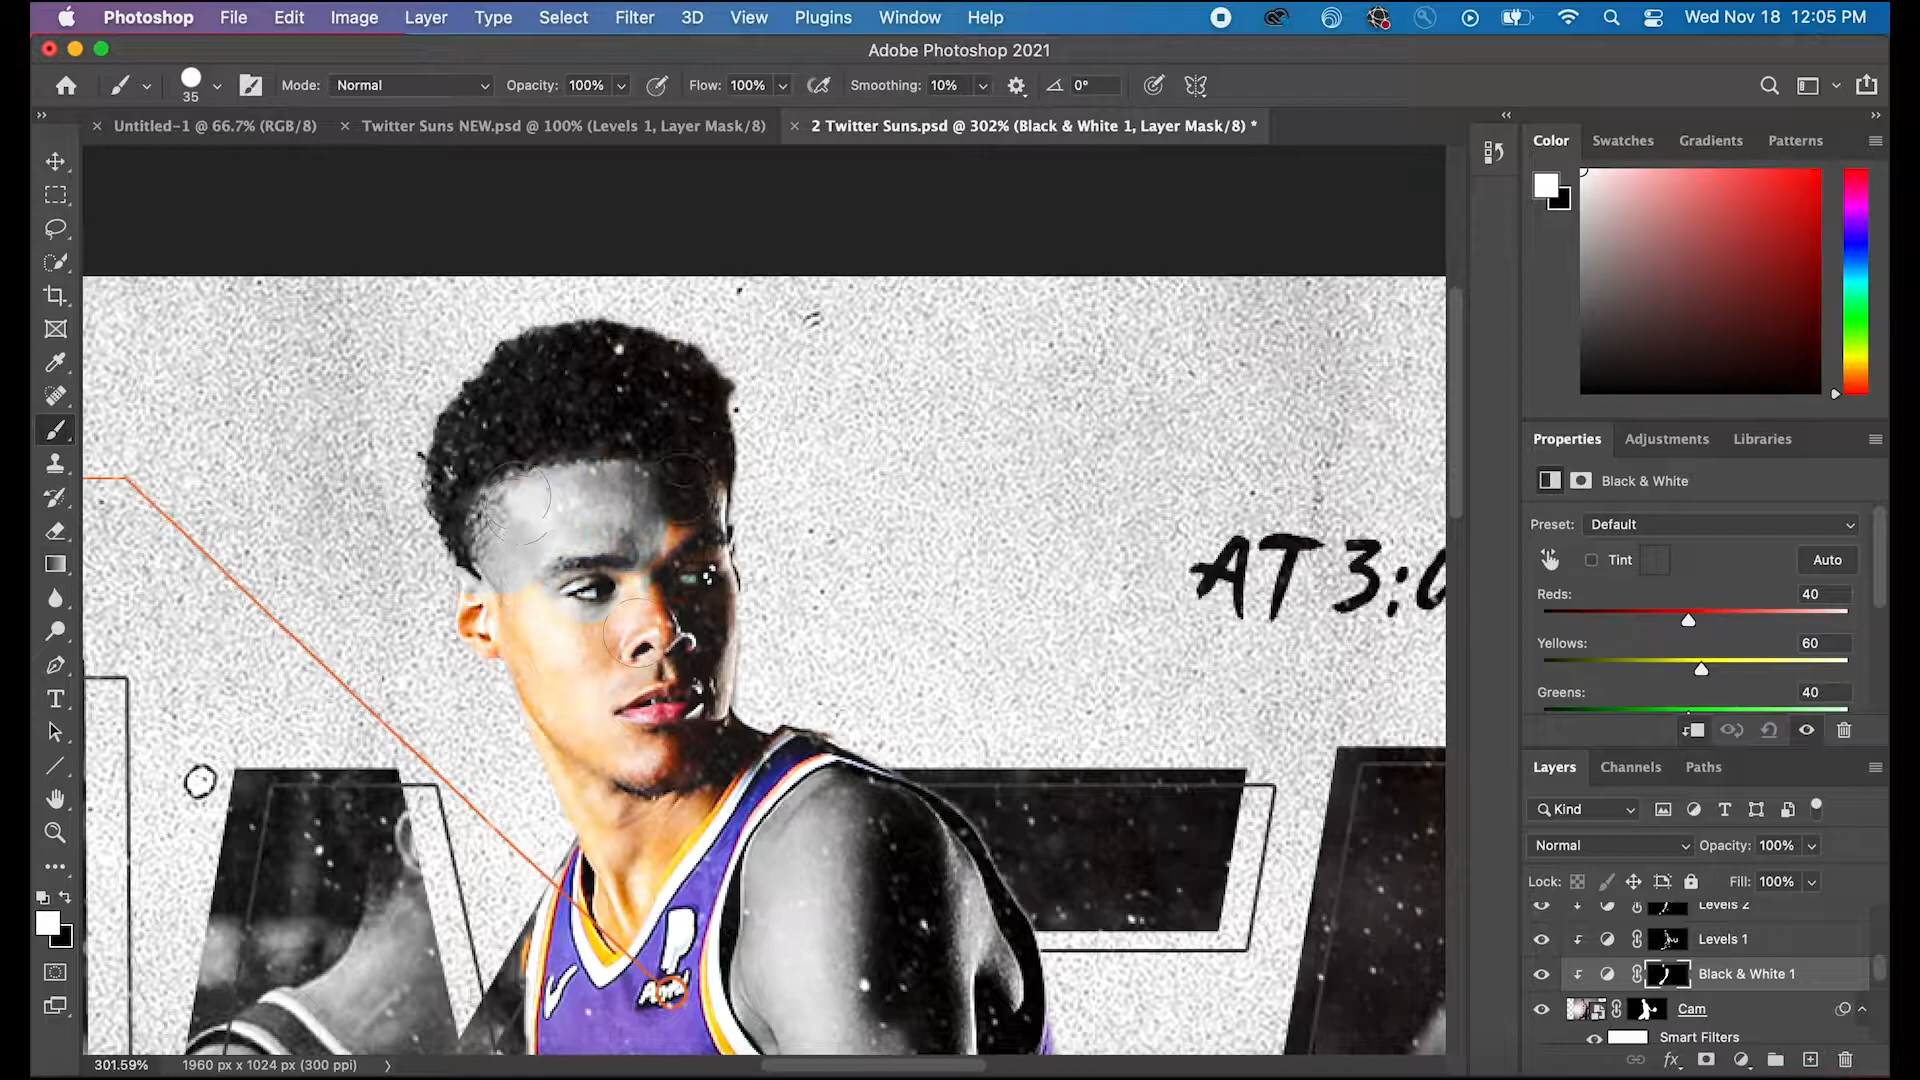 Photoshop File Edit Image Layer Type Select Filter 3D View Plugins Window Help Wed Nov 18 12:05 PM
Adobe Photoshop 2021
35 Mode: Normal Opacity: 100% Flow: 100% Smoothing: 10% 0°
Untitled-1 @ 66.7% (RGB/8) Twitter Suns NEW.psd @ 100% (Levels 1, Layer Mask/8) 2 Twitter Suns.psd @ 302% (Black & White 1, Layer Mask/8) *
Color Swatches Gradients Patterns
Properties Adjustments Libraries
Black & White
Preset: Default
Tint Auto
Reds: 40
Yellows: 60
Greens: 40
AT 3:0
Layers Channels Paths
Kind
Normal Opacity: 100%
Lock: Fill: 100%
Levels 2
Levels 1
Black & White 1
Cam
Smart Filters
301.59% 1960 px x 1024 px (300 ppi)